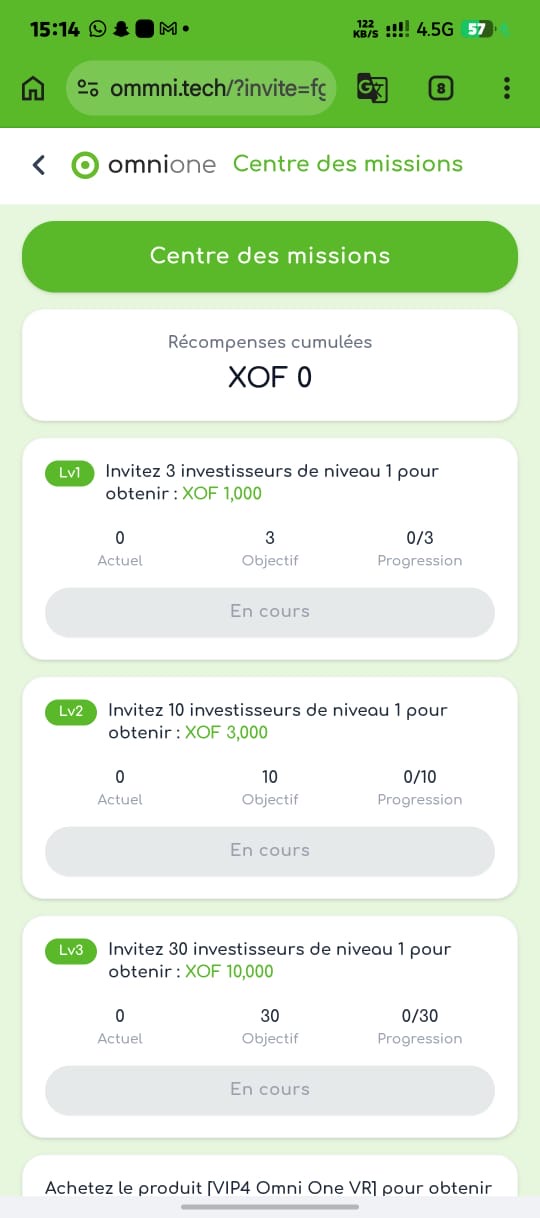 15:14
122
KB/S
4.5G
57
ommni.tech/?invite=fg
8
omnione Centre des missions
Centre des missions
Récompenses cumulées
XOF 0
Lv1 Invitez 3 investisseurs de niveau 1 pour
obtenir : XOF 1,000
0 3 0/3
Actuel Objectif Progression
En cours
Lv2 Invitez 10 investisseurs de niveau 1 pour
obtenir : XOF 3,000
0 10 0/10
Actuel Objectif Progression
En cours
Lv3 Invitez 30 investisseurs de niveau 1 pour
obtenir : XOF 10,000
0 30 0/30
Actuel Objectif Progression
En cours
Achetez le produit [VIP4 Omni One VR] pour obtenir